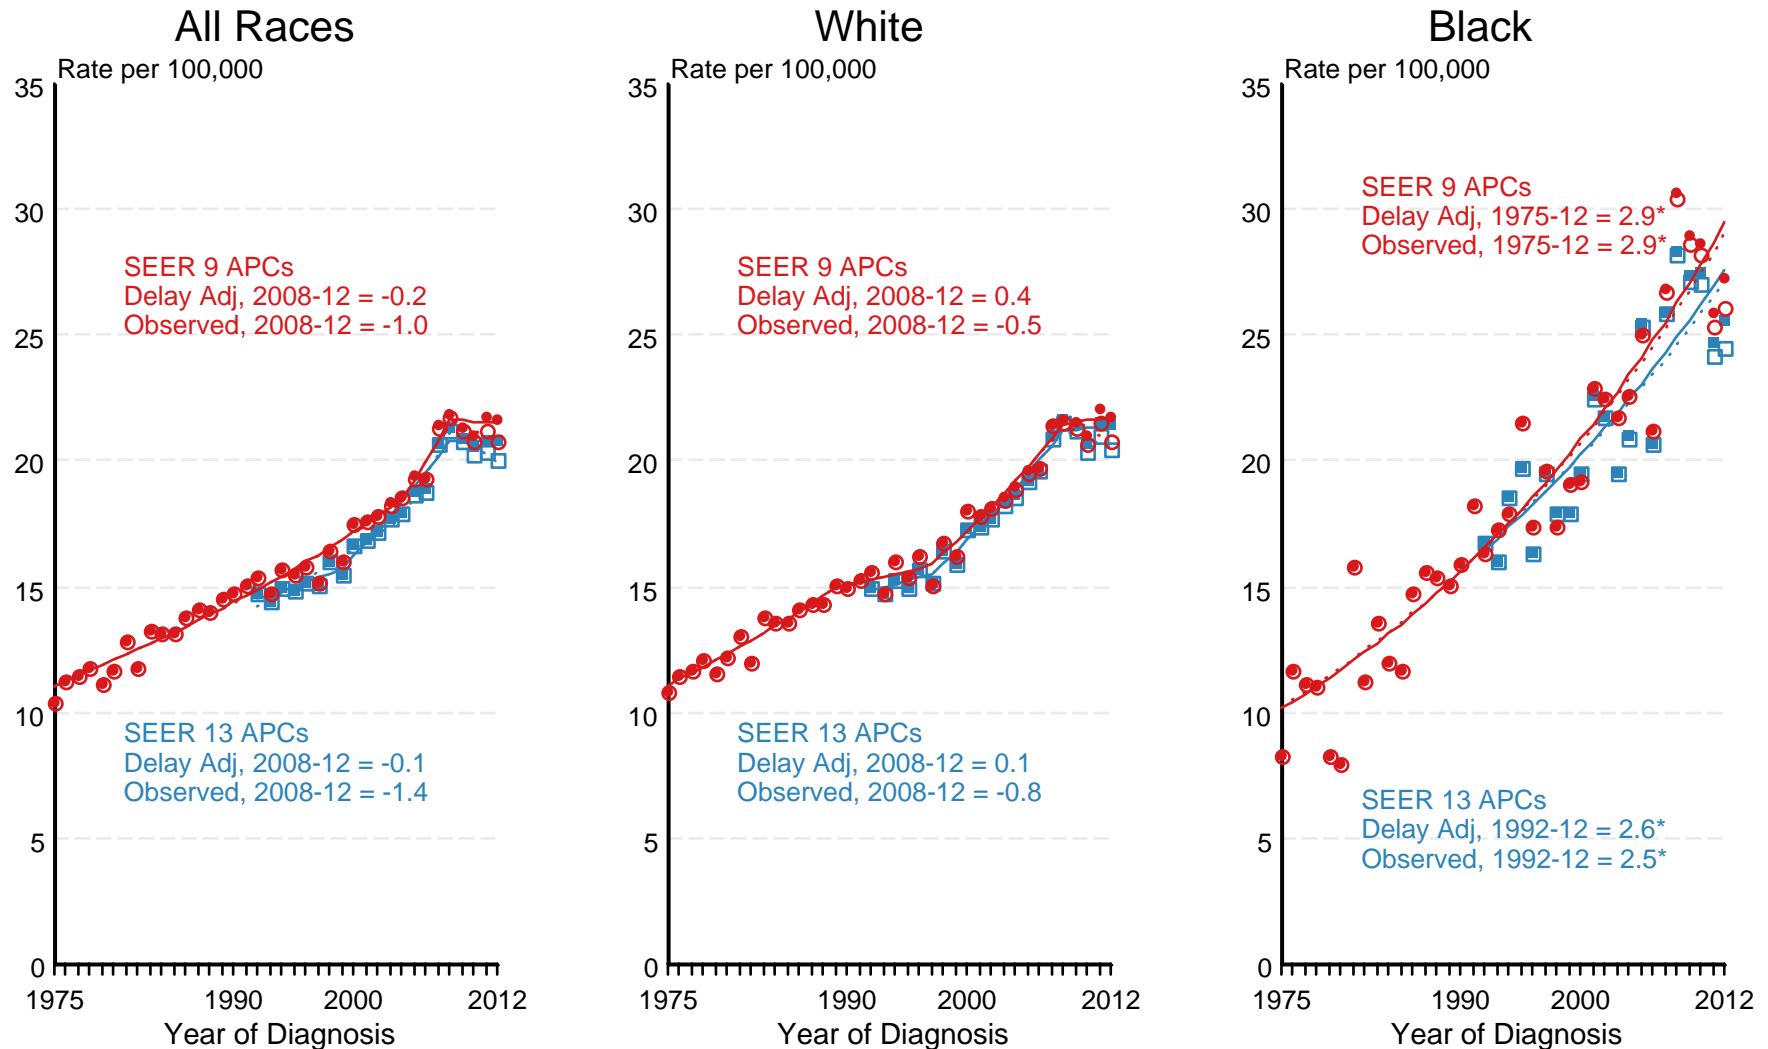 All Races
Rate per 100,000
35
30
25
20
15
10
5
0
SEER 9 APCs
Delay Adj, 2008-12 = -0.2
Observed, 2008-12 = -1.0
SEER 13 APCs
Delay Adj, 2008-12 = -0.1
Observed, 2008-12 = -1.4
1975 1990 2000 2012
Year of Diagnosis
White
Rate per 100,000
35
30
25
20
15
10
5
0
SEER 9 APCs
Delay Adj, 2008-12 = 0.4
Observed, 2008-12 = -0.5
SEER 13 APCs
Delay Adj, 2008-12 = 0.1
Observed, 2008-12 = -0.8
1975 1990 2000 2012
Year of Diagnosis
Black
Rate per 100,000
35
30
25
20
15
10
5
0
SEER 9 APCs
Delay Adj, 1975-12 = 2.9*
Observed, 1975-12 = 2.9*
SEER 13 APCs
Delay Adj, 1992-12 = 2.6*
Observed, 1992-12 = 2.5*
1975 1990 2000 2012
Year of Diagnosis